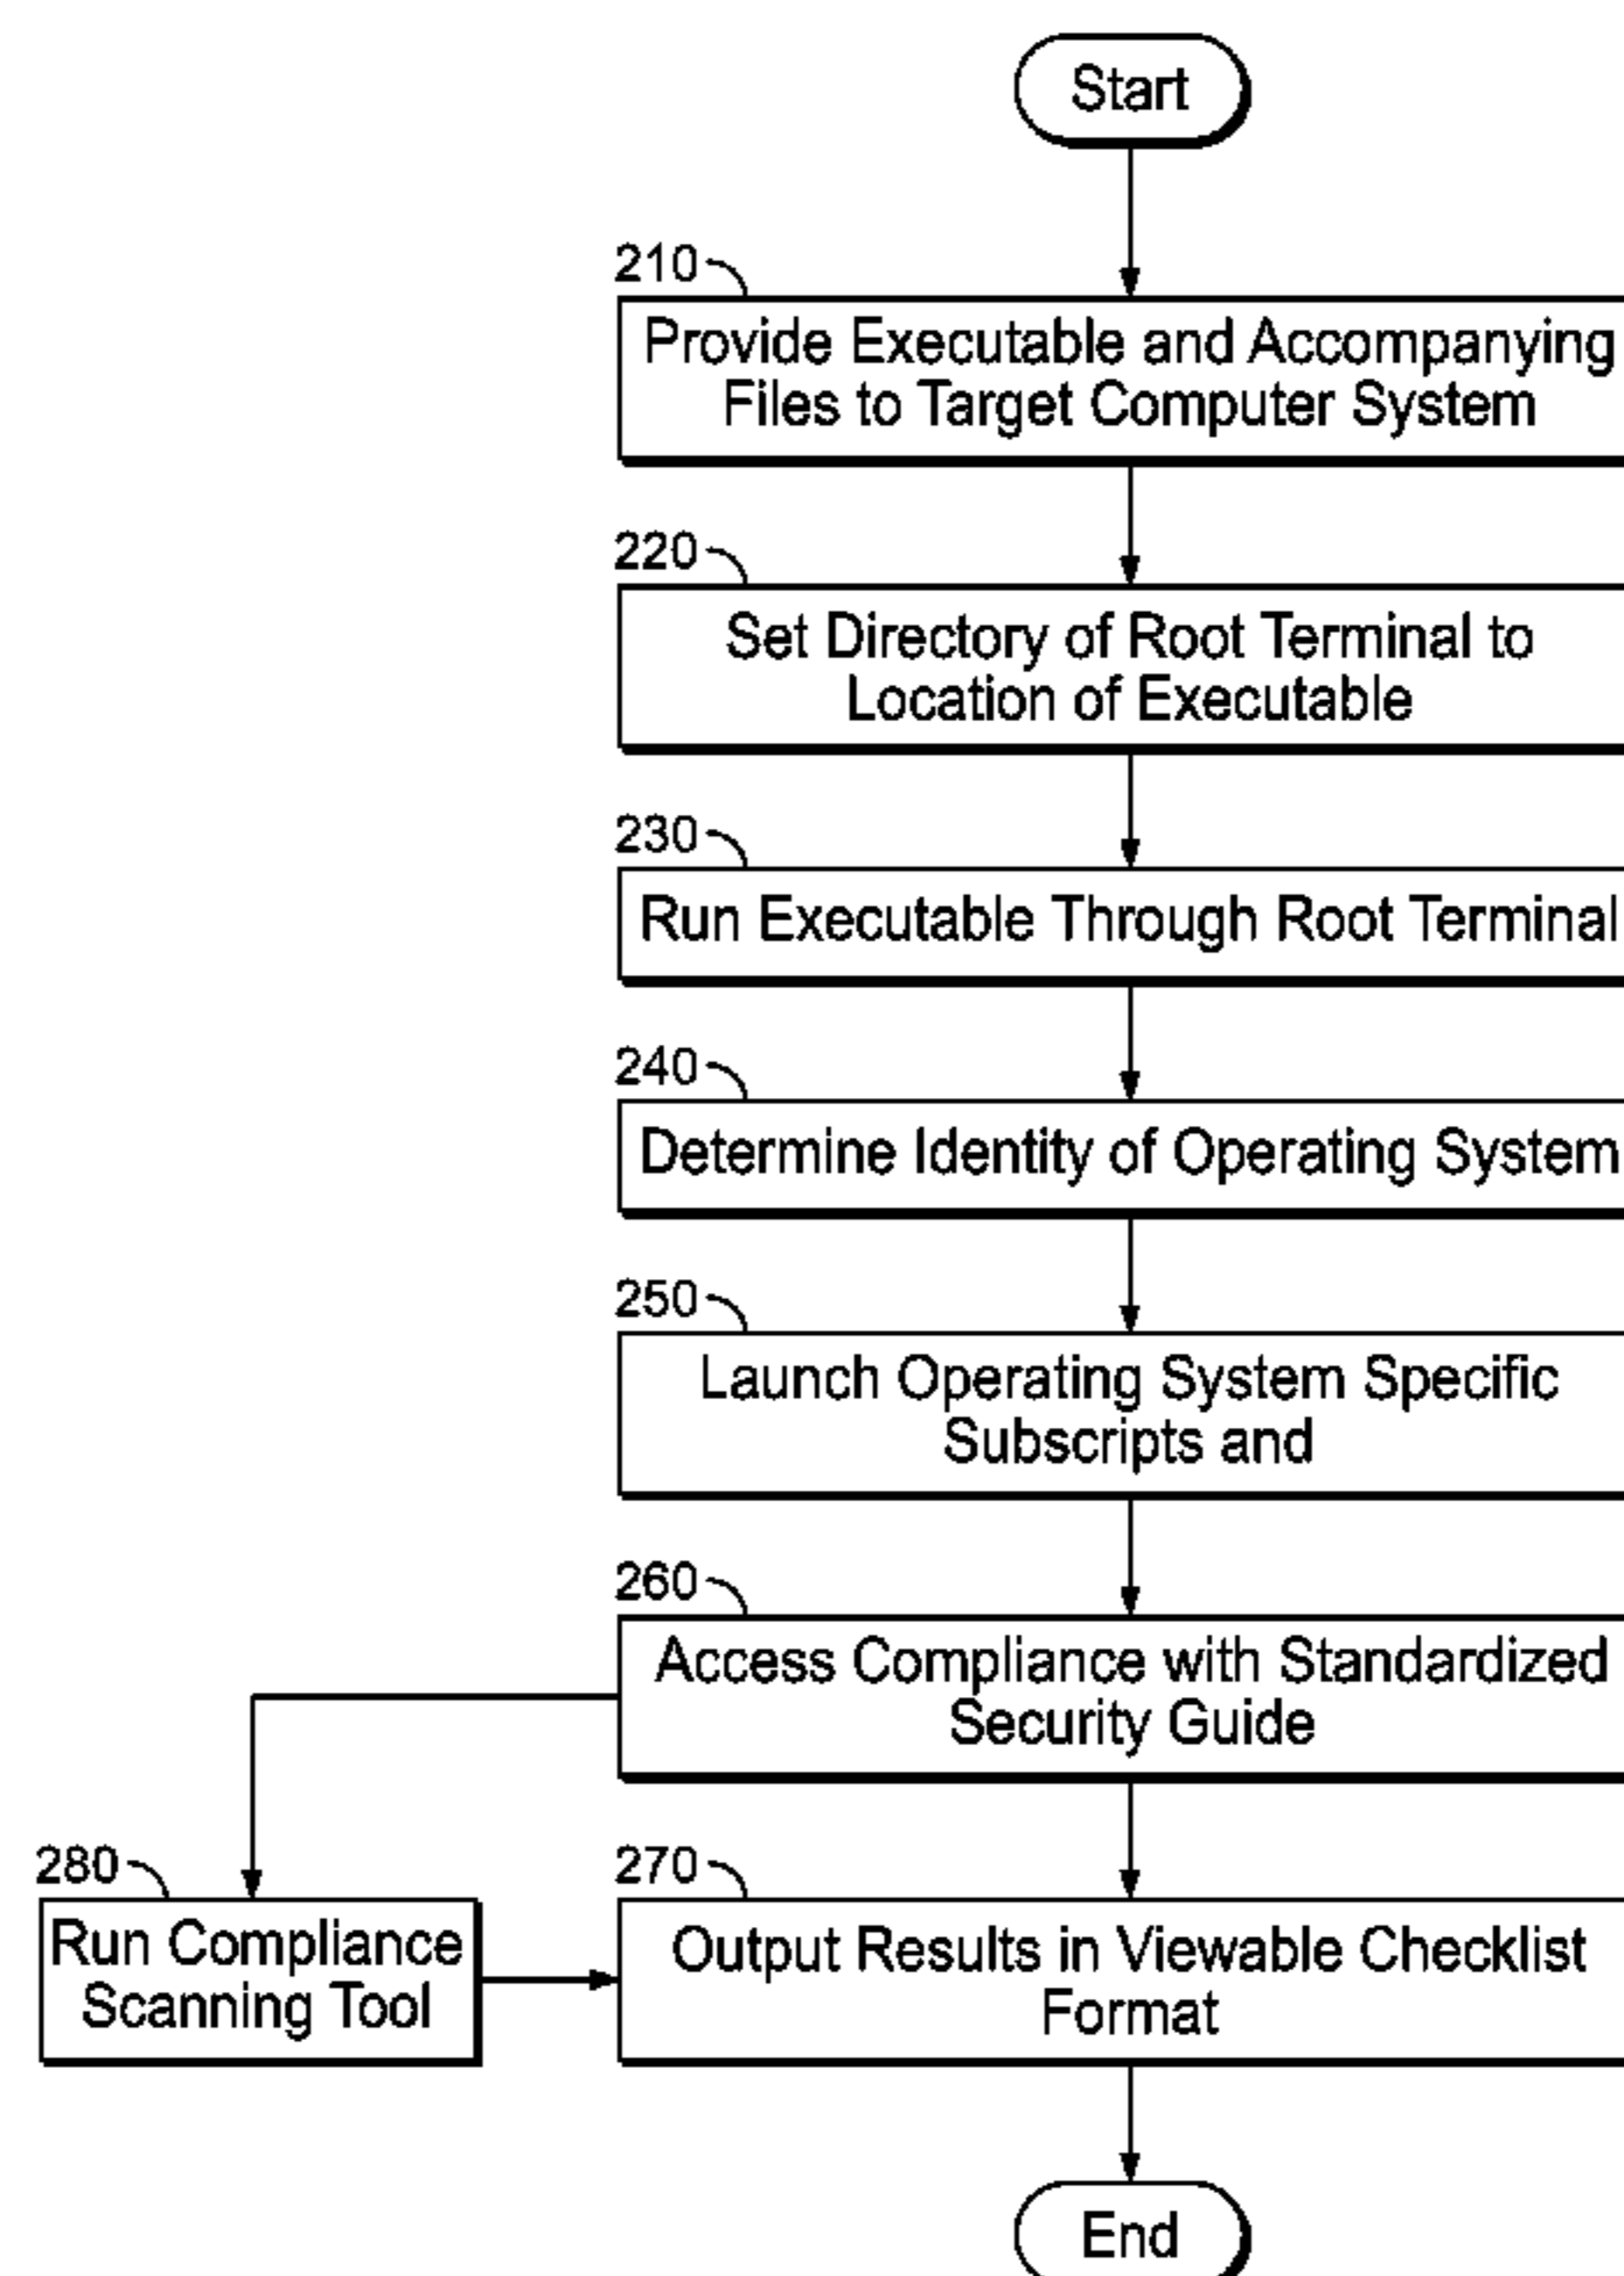 Start
210
Provide Executable and Accompanying
Files to Target Computer System
220
Set Directory of Root Terminal to
Location of Executable
230
Run Executable Through Root Terminal
240
Determine Identity of Operating System
250
Launch Operating System Specific
Subscripts and
260
Access Compliance with Standardized
Security Guide
280
Run Compliance
Scanning Tool
270
Output Results in Viewable Checklist
Format
End